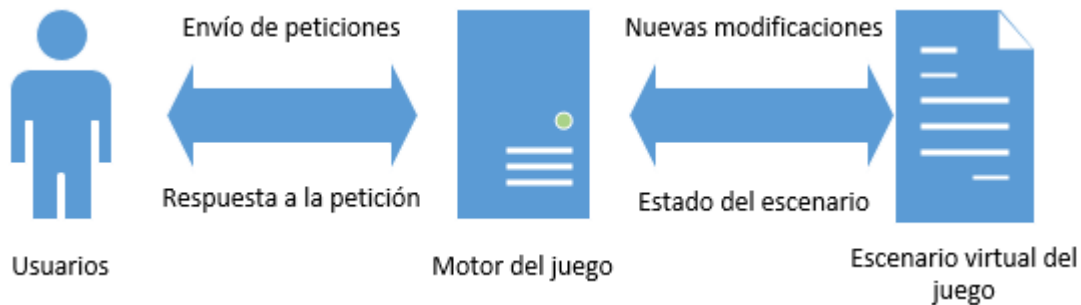 Envío de peticiones
Nuevas modificaciones
Respuesta a la petición
Estado del escenario
Usuarios
Motor del juego
Escenario virtual del
juego